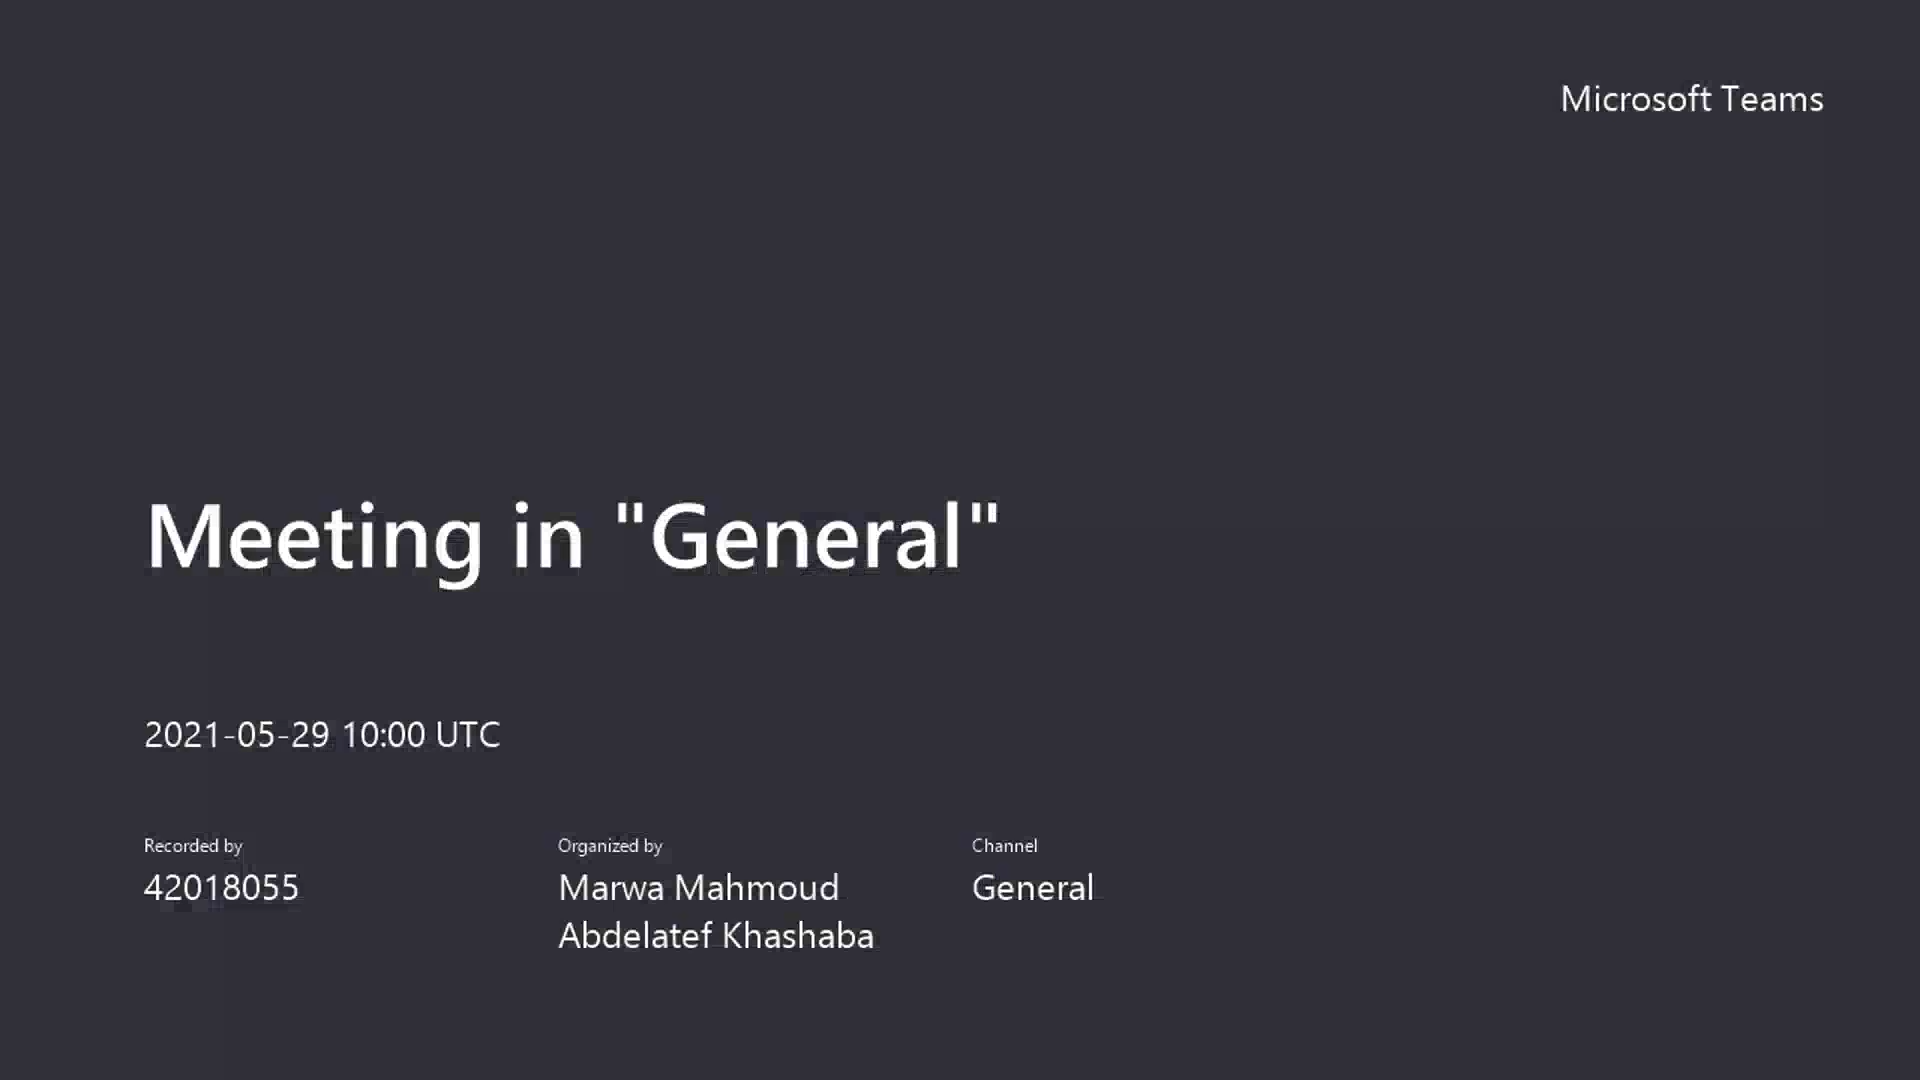 Microsoft Teams
Meeting in "General"
2021-05-29 10:00 UTC
Recorded by
42018055
Organized by
Marwa Mahmoud
Abdelatef Khashaba
Channel
General